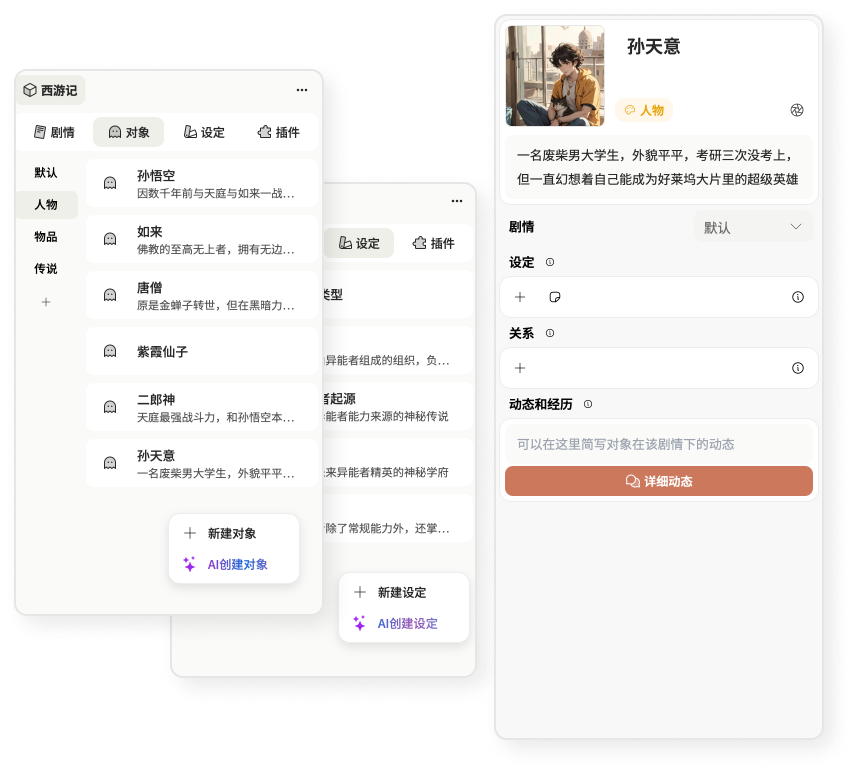 西游记
剧情
对象
设定
插件
默认
人物
物品
传说
孙悟空
因数千年前与天庭与如来一战...
如来
佛教的至高无上者，拥有无边...
唐僧
原是金蝉子转世，但在黑暗力...
紫霞仙子
二郎神
天庭最强战斗力，和孙悟空本...
孙天意
一名废柴男大学生，外貌平平...
新建对象
AI创建对象
设定
插件
类型
异能者组成的组织，负...
者起源
能者能力来源的神秘传说
来异能者精英的神秘学府
除了常规能力外，还掌...
新建设定
AI创建设定
孙天意
人物
一名废柴男大学生，外貌平平，考研三次没考上，
但一直幻想着自己能成为好莱坞大片里的超级英雄
剧情
默认
设定
关系
动态和经历
可以在这里简写对象在该剧情下的动态
详细动态